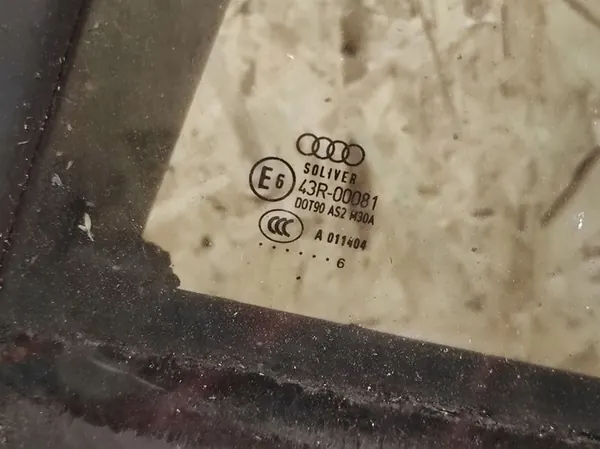 SOLIVER
E6 43R-00081
DOT90 AS2 M30A
CCC A 011404
. . . . . . 6